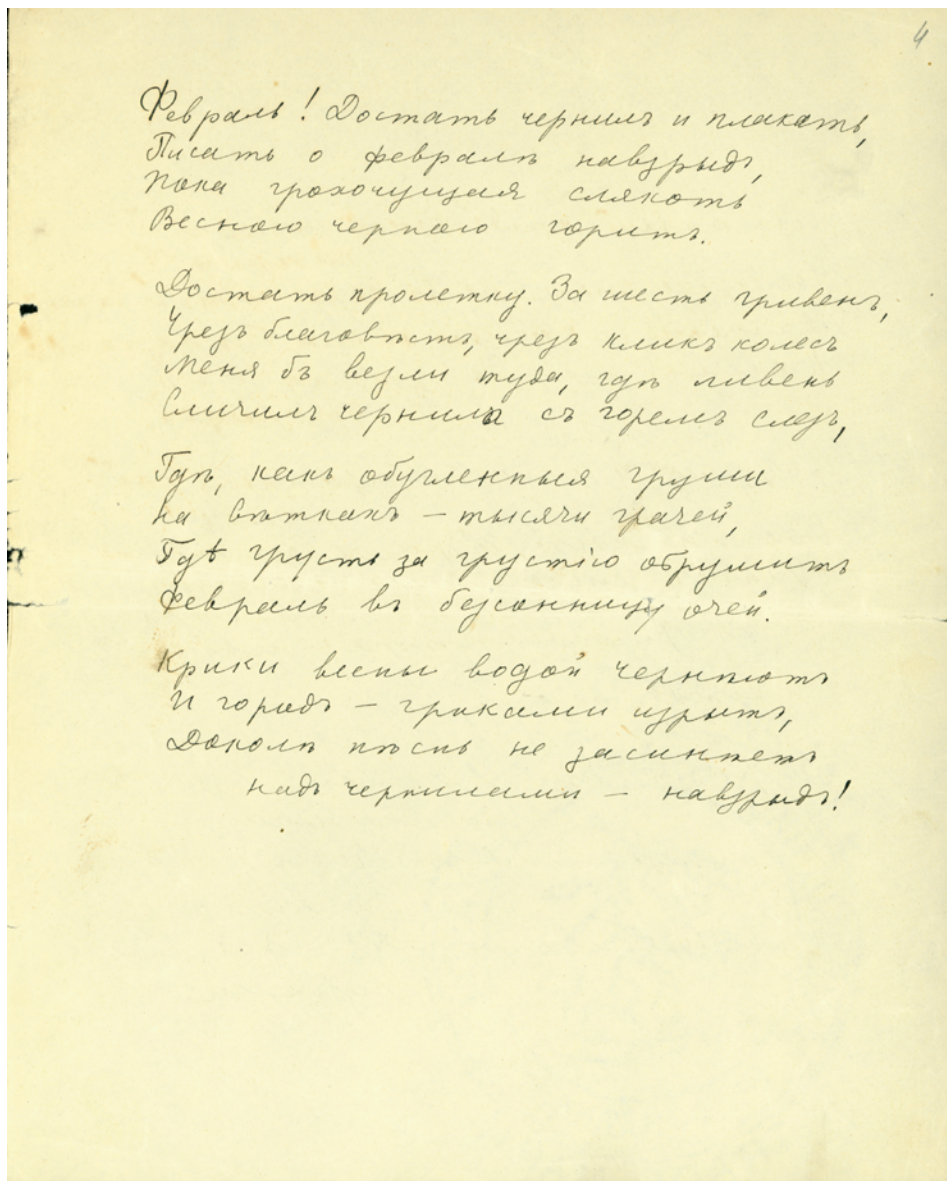 4
Февраль! Достать чернилъ и плакать,
Писать о февралѣ навзрыдъ,
Пока грохочущая слякоть
Весною черною горитъ.
Достать пролетку. За шесть гривенъ,
Чрезъ благовѣстъ, чрезъ кликъ колесъ
Меня бъ везли туда, гдѣ ливень
Сличилъ чернила съ горемъ слезъ,
Гдѣ, какъ обугленныя груши
На вѣткахъ – тысячи грачей,
Гдѣ грусть за грустію обрушитъ
Февраль въ безсонницу очей.
Крики весны водой чернѣютъ
И городъ – криками изрытъ,
Доколѣ пѣснь не засинѣетъ
Надъ чернилами – навзрыдъ!